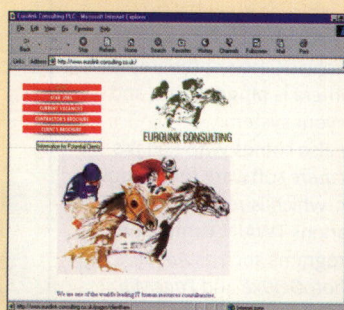 Eurolink Consulting PLC - Microsoft Internet Explorer
File Edit View Go Favorites Help
Back Stop Refresh Home Search Favorites History Channels Fullscreen Mail Print
Links Address http://www.eurolink-consulting.co.uk/
STAR JOBS
CURRENT VACANCIES
CONTRACTOR'S BROCHURE
CLIENT'S BROCHURE
Information for Potential Clients
EUROLINK CONSULTING
We are one of the world's leading IT human resources consultancies.
Internet zone